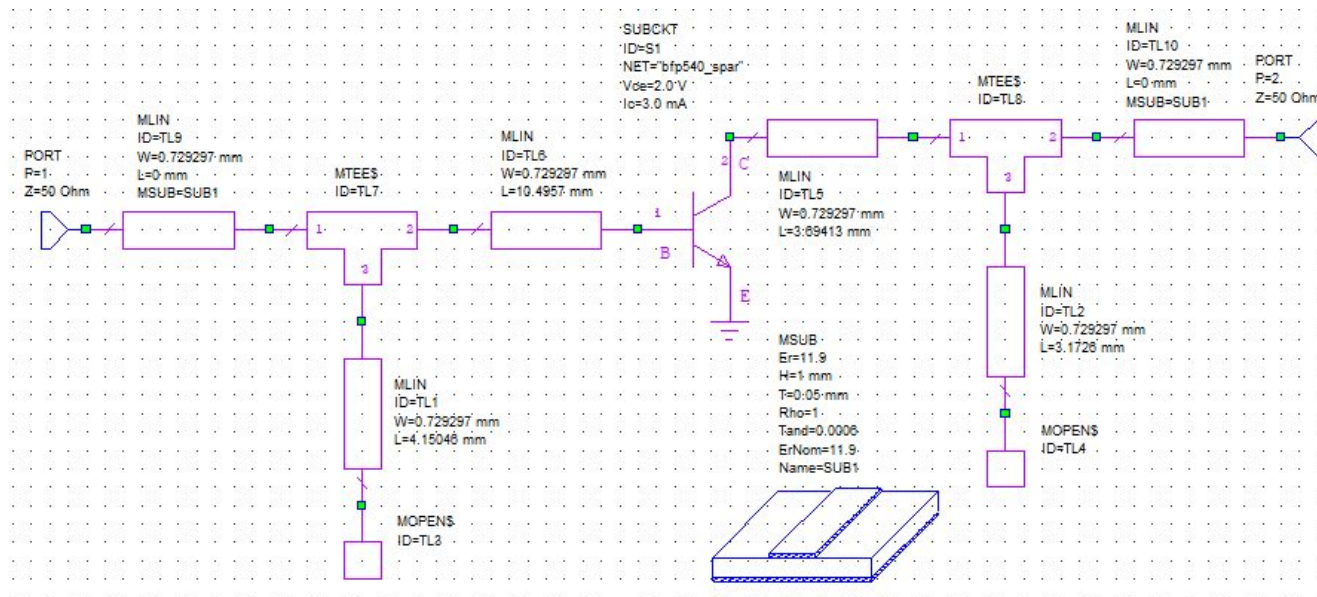 PORT
P=1
Z=50 Ohm
MLIN
ID=TL9
W=0.729297 mm
L=0 mm
MSUB=SUB1
MTEE$
ID=TL7
1
2
3
MLIN
ID=TL1
W=0.729297 mm
L=4.15046 mm
MOPEN$
ID=TL3
MLIN
ID=TL6
W=0.729297 mm
L=10.4957 mm
SUBCKT
ID=S1
NET="bfp540_spar"
Vce=2.0 V
Ic=3.0 mA
1
B
2
C
E
MLIN
ID=TL5
W=0.729297 mm
L=3.69413 mm
MSUB
Er=11.9
H=1 mm
T=0.05 mm
Rho=1
Tand=0.0006
ErNom=11.9
Name=SUB1
MTEE$
ID=TL8
1
2
3
MLIN
ID=TL2
W=0.729297 mm
L=3.1726 mm
MOPEN$
ID=TL4
MLIN
ID=TL10
W=0.729297 mm
L=0 mm
MSUB=SUB1
PORT
P=2
Z=50 Ohm